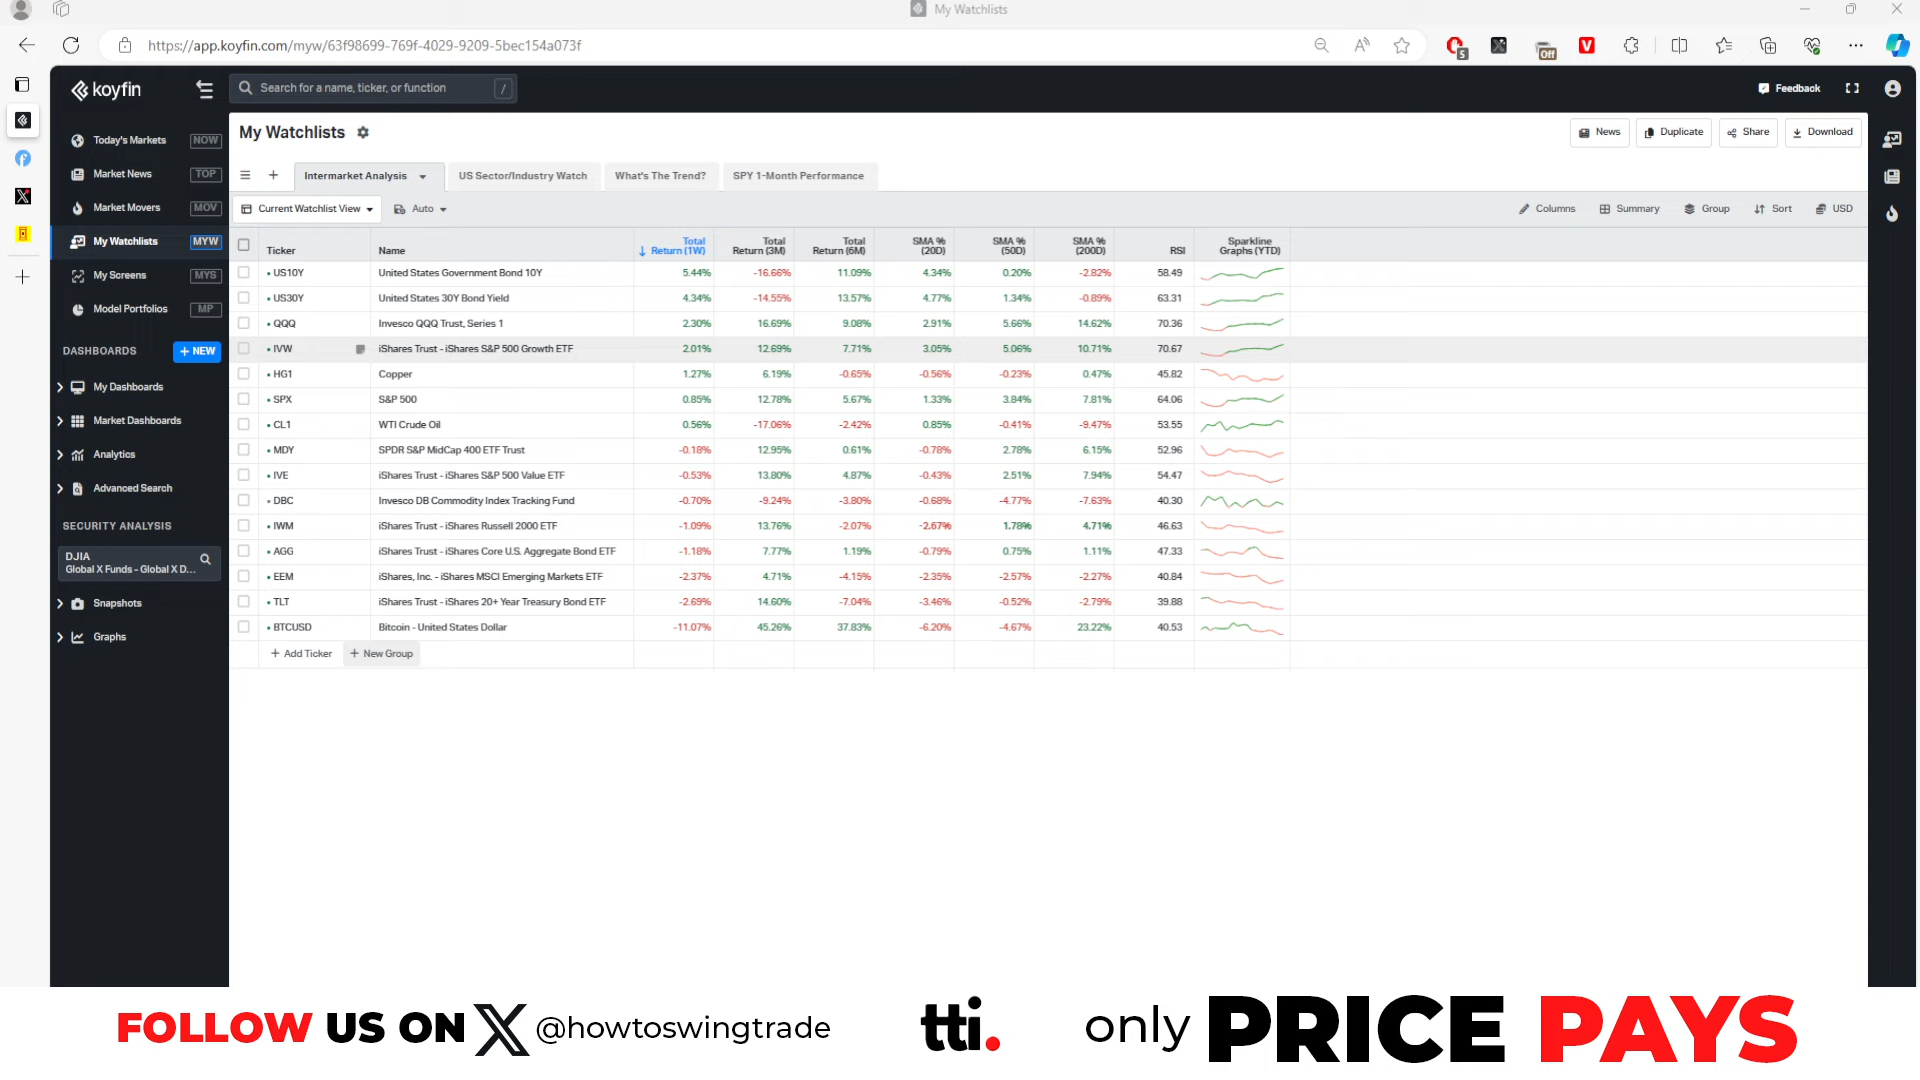 My Watchlists
https://app.koyfin.com/myw/63f98699-769f-4029-9209-5bec154a073f
5
Off
V
koyfin
Search for a name, ticker, or function /
Feedback
Today's Markets NOW
Market News TOP
Market Movers MOV
My Watchlists MYW
My Screens MYS
Model Portfolios MP
DASHBOARDS + NEW
My Dashboards
Market Dashboards
Analytics
Advanced Search
SECURITY ANALYSIS
DJIA
Global X Funds - Global X D...
Snapshots
Graphs
My Watchlists
News Duplicate Share Download
Intermarket Analysis US Sector/Industry Watch What's The Trend? SPY 1-Month Performance
Current Watchlist View Auto Columns Summary Group Sort USD
Ticker Name Total Return (1W) Total Return (3M) Total Return (6M) SMA % (20D) SMA % (50D) SMA % (200D) RSI Sparkline Graphs (YTD)
US10Y United States Government Bond 10Y 5.44% -16.66% 11.09% 4.34% 0.20% -2.82% 58.49
US30Y United States 30Y Bond Yield 4.34% -14.55% 13.57% 4.77% 1.34% -0.89% 63.31
QQQ Invesco QQQ Trust, Series 1 2.30% 16.69% 9.08% 2.91% 5.66% 14.62% 70.36
IVW iShares Trust - iShares S&P 500 Growth ETF 2.01% 12.69% 7.71% 3.05% 5.06% 10.71% 70.67
HG1 Copper 1.27% 6.19% -0.65% -0.56% -0.23% 0.47% 45.82
SPX S&P 500 0.85% 12.78% 5.67% 1.33% 3.84% 7.81% 64.06
CL1 WTI Crude Oil 0.56% -17.06% -2.42% 0.85% -0.41% -9.47% 53.55
MDY SPDR S&P MidCap 400 ETF Trust -0.18% 12.95% 0.61% -0.78% 2.78% 6.15% 52.96
IVE iShares Trust - iShares S&P 500 Value ETF -0.53% 13.80% 4.87% -0.43% 2.51% 7.94% 54.47
DBC Invesco DB Commodity Index Tracking Fund -0.70% -9.24% -3.80% -0.68% -4.77% -7.63% 40.30
IWM iShares Trust - iShares Russell 2000 ETF -1.09% 13.76% -2.07% -2.67% 1.78% 4.71% 46.63
AGG iShares Trust - iShares Core U.S. Aggregate Bond ETF -1.18% 7.77% 1.19% -0.79% 0.75% 1.11% 47.33
EEM iShares, Inc. - iShares MSCI Emerging Markets ETF -2.37% 4.71% -4.15% -2.35% -2.57% -2.27% 40.84
TLT iShares Trust - iShares 20+ Year Treasury Bond ETF -2.69% 14.60% -7.04% -3.46% -0.52% -2.79% 39.88
BTCUSD Bitcoin - United States Dollar -11.07% 45.26% 37.83% -6.20% -4.67% 23.22% 40.53
+ Add Ticker + New Group
FOLLOW US ON X @howtoswingtrade tti. only PRICE PAYS